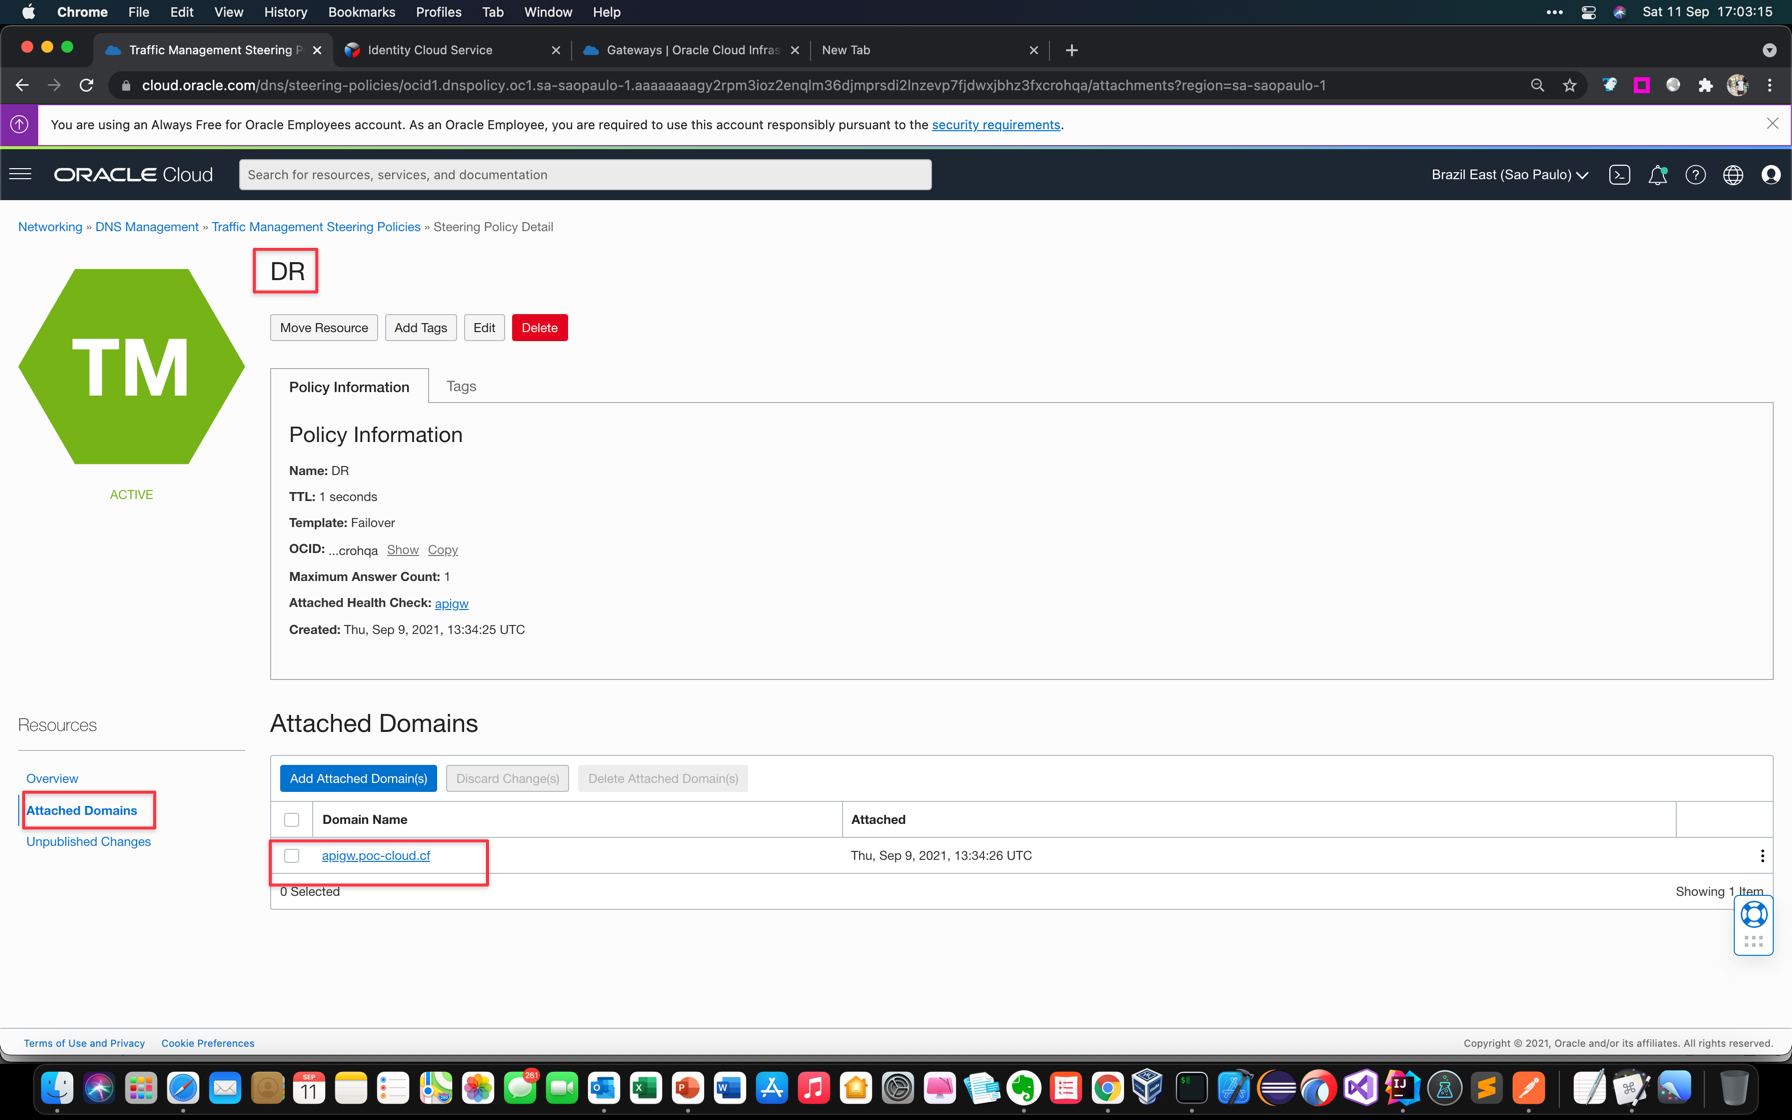 Chrome File Edit View History Bookmarks Profiles Tab Window Help Sat 11 Sep 17:03:15
Traffic Management Steering P Identity Cloud Service Gateways | Oracle Cloud Infras New Tab
cloud.oracle.com/dns/steering-policies/ocid1.dnspolicy.oc1.sa-saopaulo-1.aaaaaaaagy2rpm3ioz2enqlm36djmprsdi2lnzevp7fjdwxjbhz3fxcrohqa/attachments?region=sa-saopaulo-1
You are using an Always Free for Oracle Employees account. As an Oracle Employee, you are required to use this account responsibly pursuant to the security requirements.
ORACLE Cloud Search for resources, services, and documentation Brazil East (Sao Paulo)
Networking » DNS Management » Traffic Management Steering Policies » Steering Policy Detail
DR
TM
ACTIVE
Move Resource Add Tags Edit Delete
Policy Information Tags
Policy Information
Name: DR
TTL: 1 seconds
Template: Failover
OCID: ...crohqa Show Copy
Maximum Answer Count: 1
Attached Health Check: apigw
Created: Thu, Sep 9, 2021, 13:34:25 UTC
Resources
Overview
Attached Domains
Unpublished Changes
Attached Domains
Add Attached Domain(s) Discard Change(s) Delete Attached Domain(s)
Domain Name Attached
apigw.poc-cloud.cf Thu, Sep 9, 2021, 13:34:26 UTC
0 Selected Showing 1 Item
Terms of Use and Privacy Cookie Preferences Copyright © 2021, Oracle and/or its affiliates. All rights reserved.
SEP
11
261